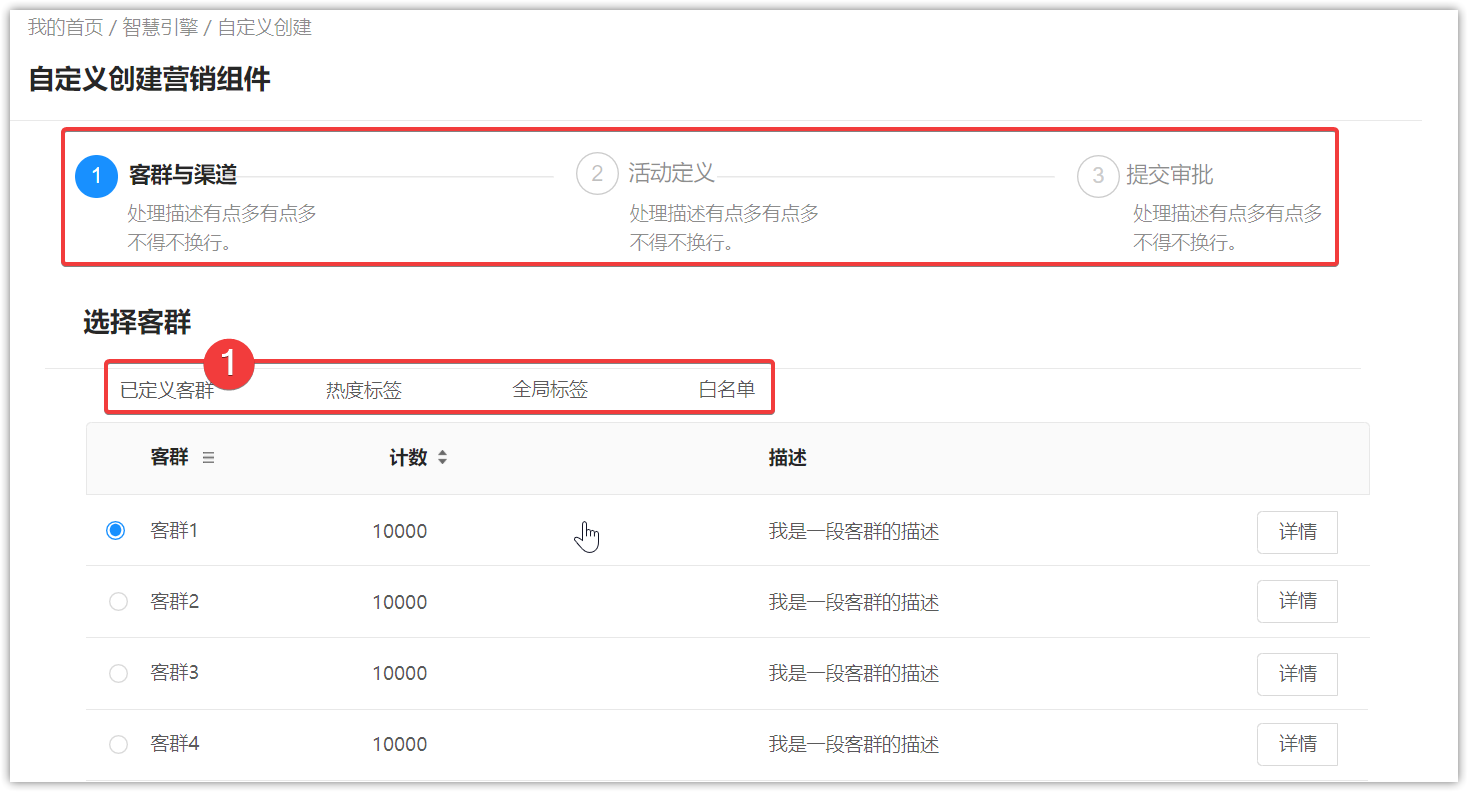 我的首页 / 智慧引擎 / 自定义创建
自定义创建营销组件
1 客群与渠道 2 活动定义 3 提交审批
处理描述有点多有点多 处理描述有点多有点多 处理描述有点多有点多
不得不换行。 不得不换行。 不得不换行。
选择客群
1
已定义客群 热度标签 全局标签 白名单
客群 计数 描述
客群1 10000 我是一段客群的描述 详情
客群2 10000 我是一段客群的描述 详情
客群3 10000 我是一段客群的描述 详情
客群4 10000 我是一段客群的描述 详情